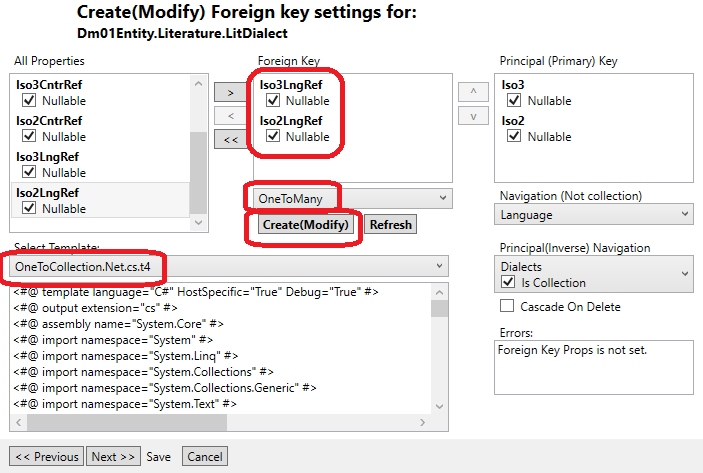 Create(Modify) Foreign key settings for:
Dm01Entity.Literature.LitDialect
All Properties
Iso3CntrRef
Nullable
Iso2CntrRef
Nullable
Iso3LngRef
Nullable
Iso2LngRef
Nullable
>
<
<<
Foreign Key
Iso3LngRef
Nullable
Iso2LngRef
Nullable
^
v
Principal (Primary) Key
Iso3
Nullable
Iso2
Nullable
OneToMany
Create(Modify)
Refresh
Navigation (Not collection)
Language
Select Template:
OneToCollection.Net.cs.t4
<#@ template language="C#" HostSpecific="True" Debug="True" #>
<#@ output extension="cs" #>
<#@ assembly name="System.Core" #>
<#@ import namespace="System" #>
<#@ import namespace="System.Linq" #>
<#@ import namespace="System.Collections" #>
<#@ import namespace="System.Collections.Generic" #>
<#@ import namespace="System.Text" #>
Principal(Inverse) Navigation
Dialects
Is Collection
Cascade On Delete
Errors:
Foreign Key Props is not set.
<< Previous
Next >>
Save
Cancel